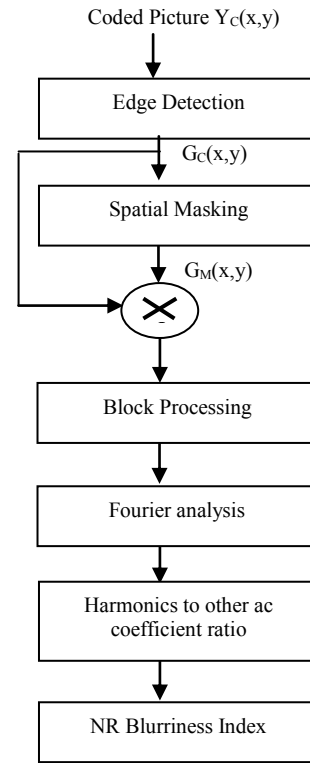 Coded Picture Y_C(x,y)
Edge Detection
G_C(x,y)
Spatial Masking
G_M(x,y)
Block Processing
Fourier analysis
Harmonics to other ac
coefficient ratio
NR Blurriness Index